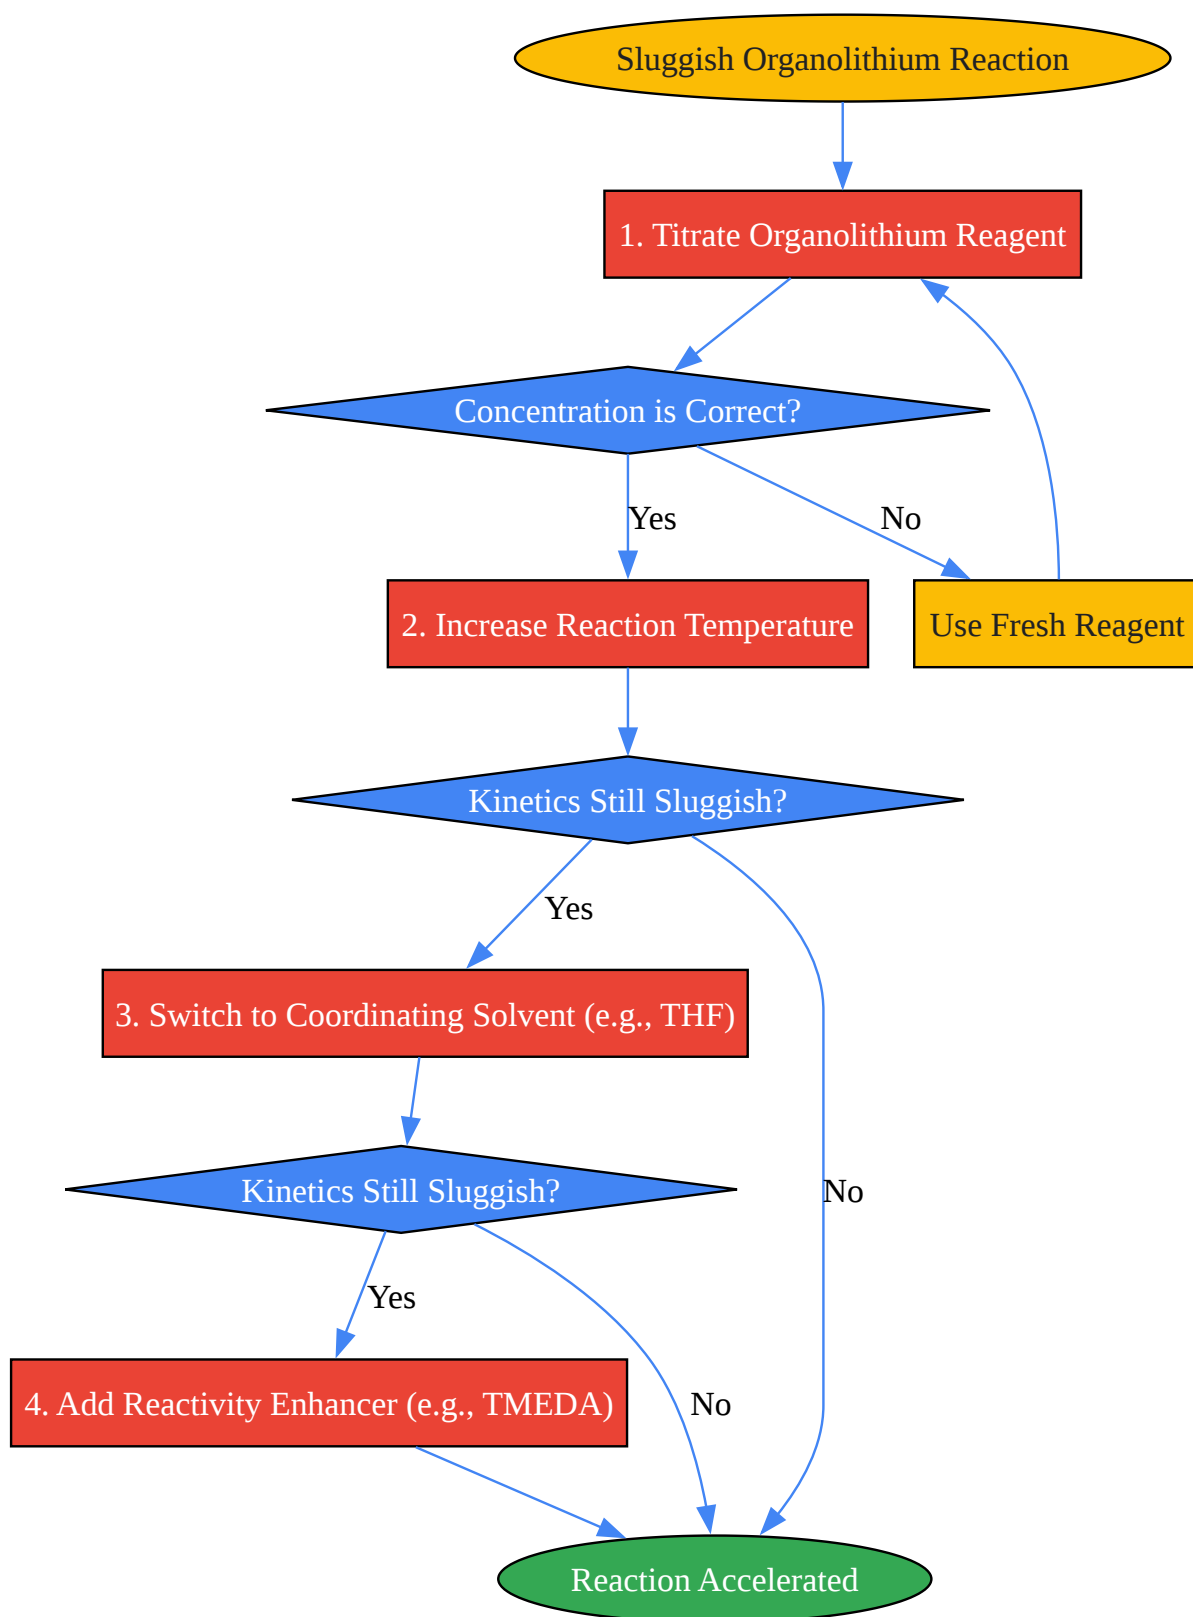 Sluggish Organolithium Reaction
1. Titrate Organolithium Reagent
Concentration is Correct?
Yes
No
2. Increase Reaction Temperature
Use Fresh Reagent
Kinetics Still Sluggish?
Yes
3. Switch to Coordinating Solvent (e.g., THF)
Kinetics Still Sluggish?
No
Yes
4. Add Reactivity Enhancer (e.g., TMEDA)
No
Reaction Accelerated